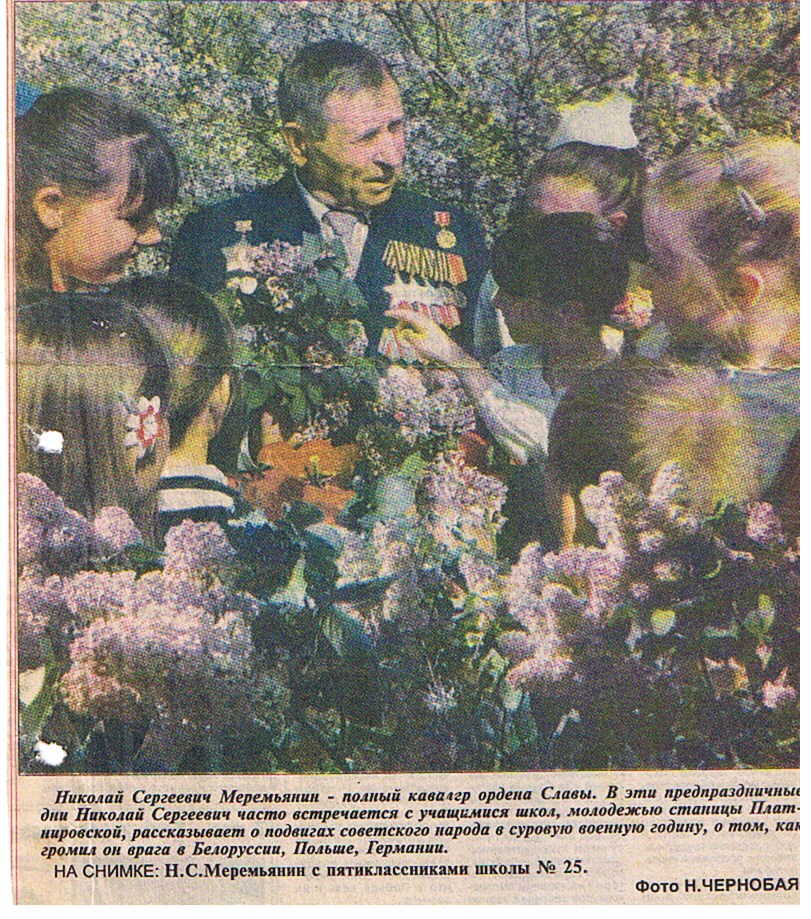 Николай Сергеевич Меремьянин - полный кавалгр ордена Славы. В эти предпраздничные
дни Николай Сергеевич часто встречается с учащимися школ, молодежью станицы Плат-
нировской, рассказывает о подвигах советского народа в суровую военную годину, о том, как
громил он врага в Белоруссии, Польше, Германии.
НА СНИМКЕ: Н.С.Меремьянин с пятиклассниками школы № 25.
Фото Н.ЧЕРНОБАЯ